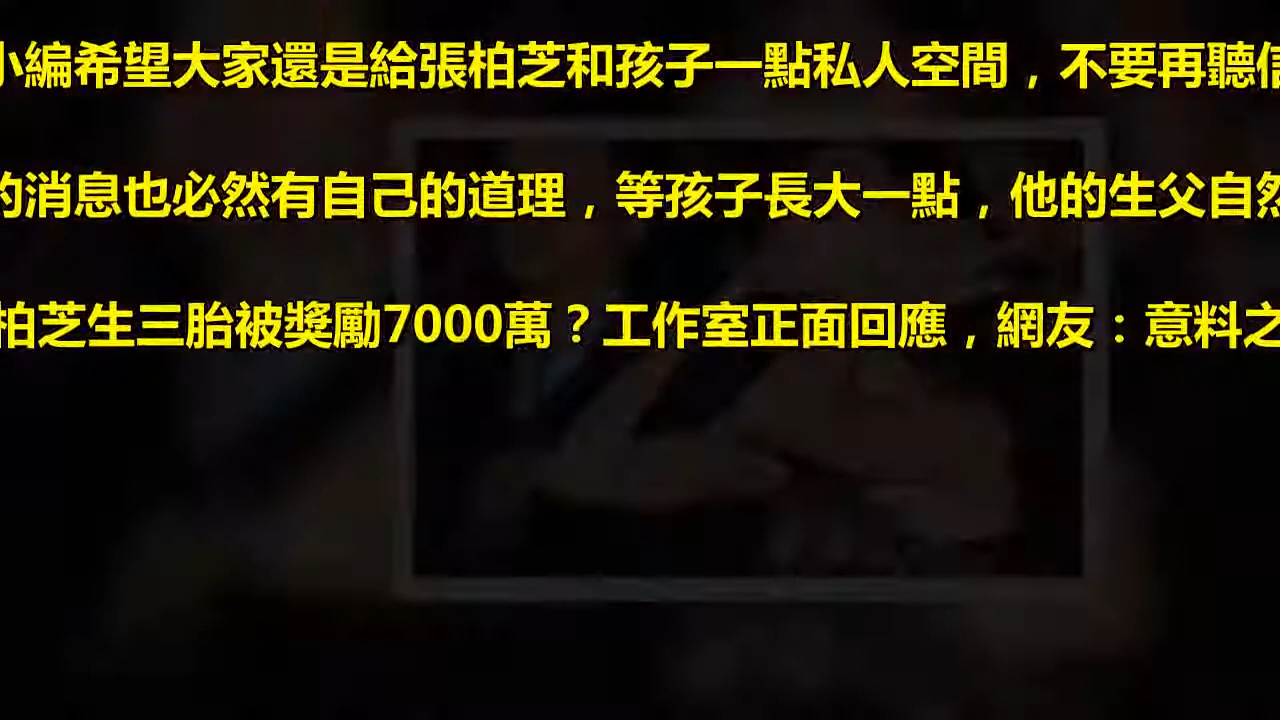 小編希望大家還是給張柏芝和孩子一點私人空間，不要再聽信
的消息也必然有自己的道理，等孩子長大一點，他的生父自然
柏芝生三胎被獎勵7000萬？工作室正面回應，網友：意料之